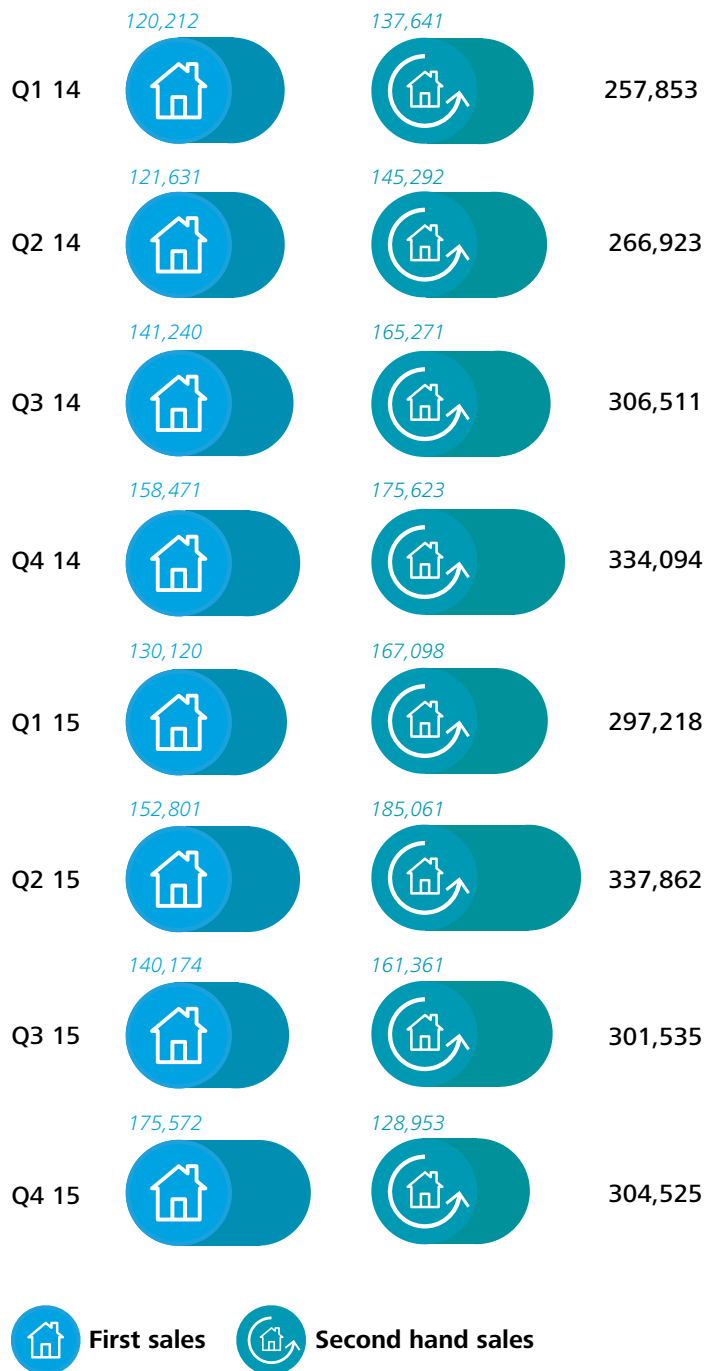 120,212 137,641
Q1 14 257,853
121,631 145,292
Q2 14 266,923
141,240 165,271
Q3 14 306,511
158,471 175,623
Q4 14 334,094
130,120 167,098
Q1 15 297,218
152,801 185,061
Q2 15 337,862
140,174 161,361
Q3 15 301,535
175,572 128,953
Q4 15 304,525
First sales Second hand sales